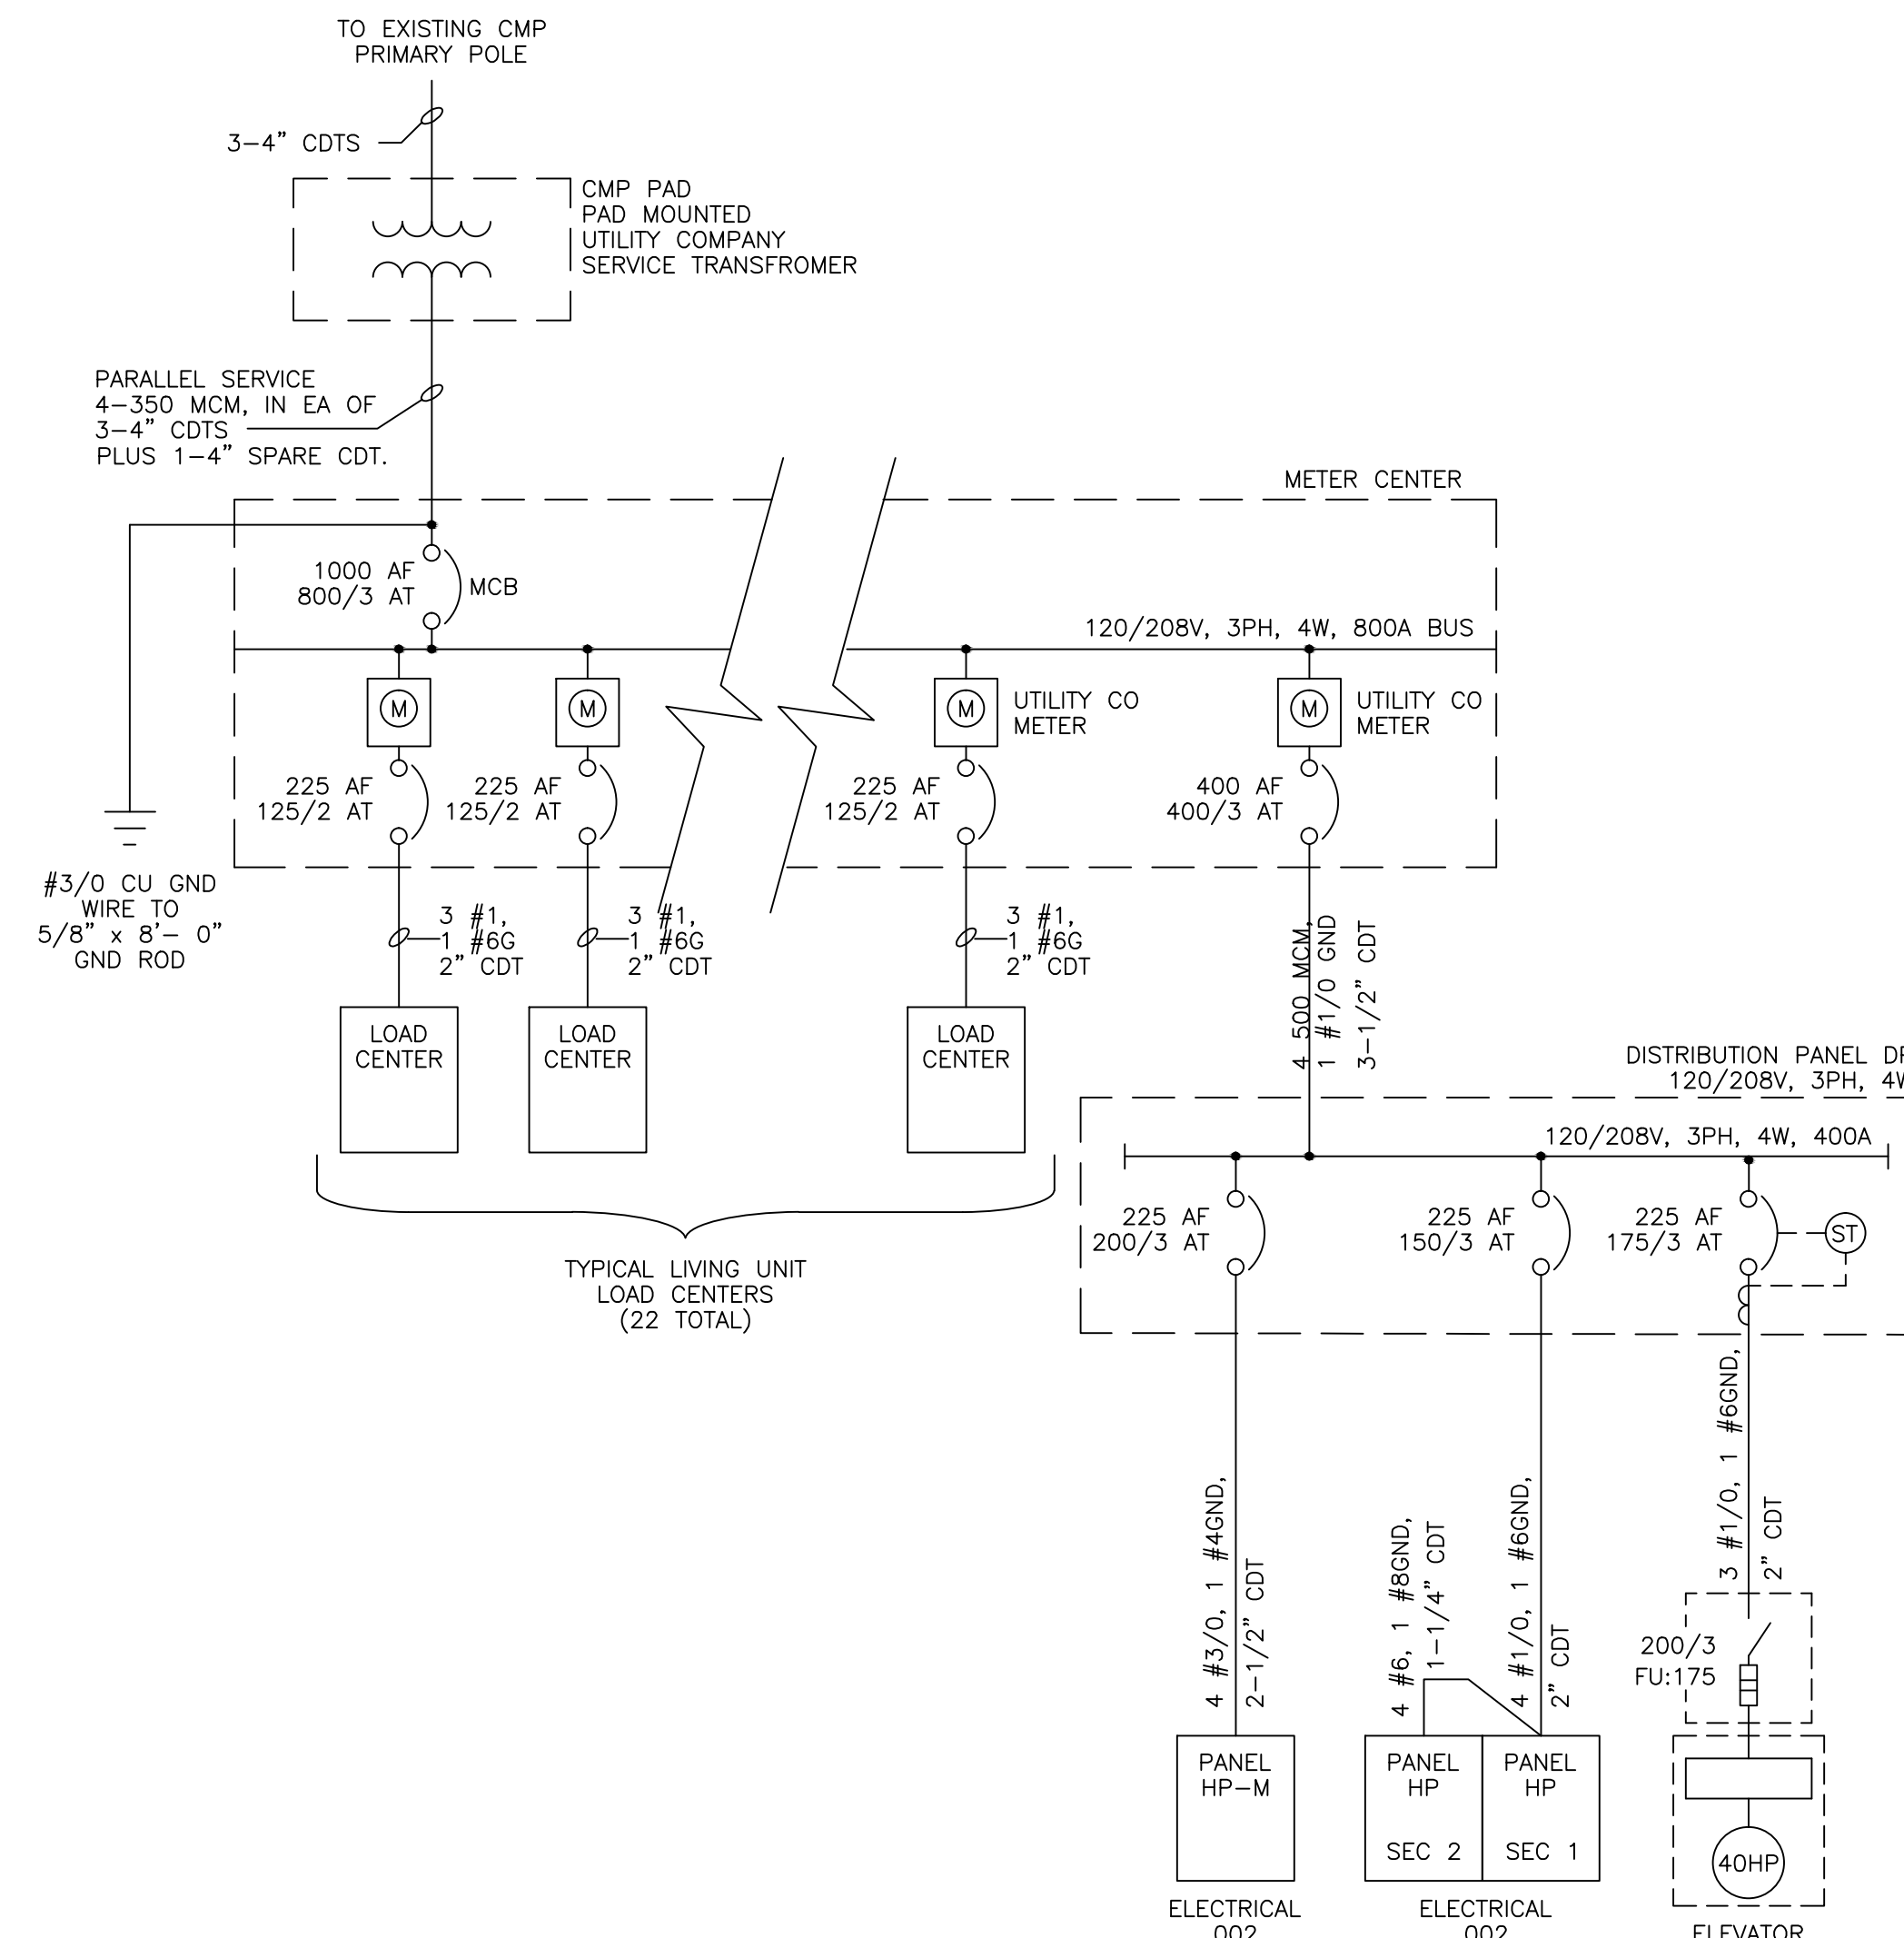 TO EXISTING CMP
PRIMARY POLE
3-4" CDTS
CMP PAD
PAD MOUNTED
UTILITY COMPANY
SERVICE TRANSFROMER
PARALLEL SERVICE
4-350 MCM, IN EA OF
3-4" CDTS
PLUS 1-4" SPARE CDT.
METER CENTER
1000 AF
800/3 AT
MCB
120/208V, 3PH, 4W, 800A BUS
M
M
M
UTILITY CO
METER
M
UTILITY CO
METER
225 AF
125/2 AT
225 AF
125/2 AT
225 AF
125/2 AT
400 AF
400/3 AT
#3/0 CU GND
WIRE TO
5/8" x 8'- 0"
GND ROD
3 #1,
1 #6G
2" CDT
3 #1,
1 #6G
2" CDT
3 #1,
1 #6G
2" CDT
4 500 MCM,
1 #1/0 GND
3-1/2" CDT
LOAD
CENTER
LOAD
CENTER
LOAD
CENTER
TYPICAL LIVING UNIT
LOAD CENTERS
(22 TOTAL)
DISTRIBUTION PANEL
120/208V, 3PH, 4W
120/208V, 3PH, 4W, 400A
225 AF
200/3 AT
225 AF
150/3 AT
225 AF
175/3 AT
ST
4 #3/0, 1 #4GND,
2-1/2" CDT
4 #6, 1 #8GND,
1-1/4" CDT
4 #1/0, 1 #6GND,
2" CDT
3 #1/0, 1 #6GND,
2" CDT
200/3
FU:175
PANEL
HP-M
PANEL
HP
SEC 2
PANEL
HP
SEC 1
40HP
ELECTRICAL
002
ELECTRICAL
002
ELEVATOR